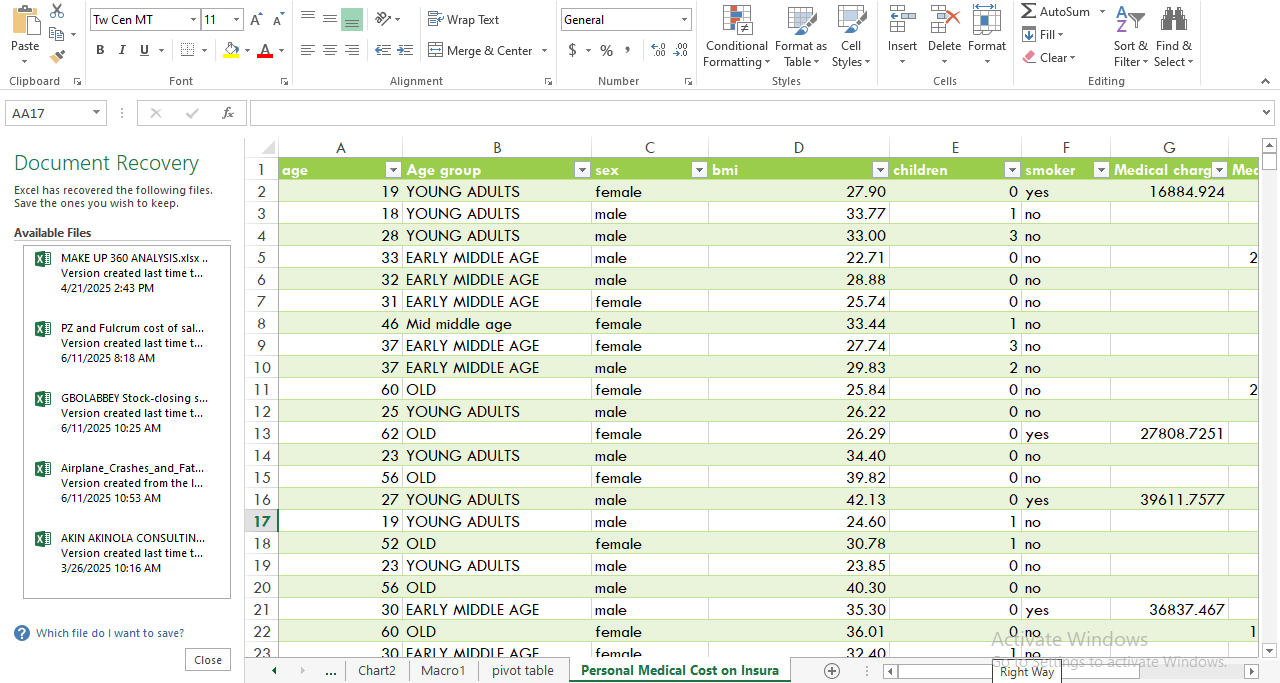 Tw Cen MT 11 Wrap Text General AutoSum
Paste B I U Merge & Center $ % , Conditional Formatting Format as Table Cell Styles Insert Delete Format Fill Clear Sort & Filter Find & Select
Clipboard Font Alignment Number Styles Cells Editing
AA17 fx
Document Recovery
Excel has recovered the following files.
Save the ones you wish to keep.
Available Files
MAKE UP 360 ANALYSIS.xlsx ..
Version created last time t...
4/21/2025 2:43 PM
PZ and Fulcrum cost of sal...
Version created last time t...
6/11/2025 8:18 AM
GBOLABBEY Stock-closing s...
Version created last time t...
6/11/2025 10:25 AM
Airplane_Crashes_and_Fat...
Version created from the l...
6/11/2025 10:53 AM
AKIN AKINOLA CONSULTIN...
Version created last time t...
3/26/2025 10:16 AM
Which file do I want to save?
Close
A B C D E F G
1 age Age group sex bmi children smoker Medical charg Med
2 19 YOUNG ADULTS female 27.90 0 yes 16884.924
3 18 YOUNG ADULTS male 33.77 1 no
4 28 YOUNG ADULTS male 33.00 3 no
5 33 EARLY MIDDLE AGE male 22.71 0 no 2
6 32 EARLY MIDDLE AGE male 28.88 0 no
7 31 EARLY MIDDLE AGE female 25.74 0 no
8 46 Mid middle age female 33.44 1 no
9 37 EARLY MIDDLE AGE female 27.74 3 no
10 37 EARLY MIDDLE AGE male 29.83 2 no
11 60 OLD female 25.84 0 no 2
12 25 YOUNG ADULTS male 26.22 0 no
13 62 OLD female 26.29 0 yes 27808.7251
14 23 YOUNG ADULTS male 34.40 0 no
15 56 OLD female 39.82 0 no
16 27 YOUNG ADULTS male 42.13 0 yes 39611.7577
17 19 YOUNG ADULTS male 24.60 1 no
18 52 OLD female 30.78 1 no
19 23 YOUNG ADULTS male 23.85 0 no
20 56 OLD male 40.30 0 no
21 30 EARLY MIDDLE AGE male 35.30 0 yes 36837.467
22 60 OLD female 36.01 0 no 1
23 30 EARLY MIDDLE AGE female 32.40 1 no
Activate Windows
Go to Settings to activate Windows.
... Chart2 Macro1 pivot table Personal Medical Cost on Insura Right Way